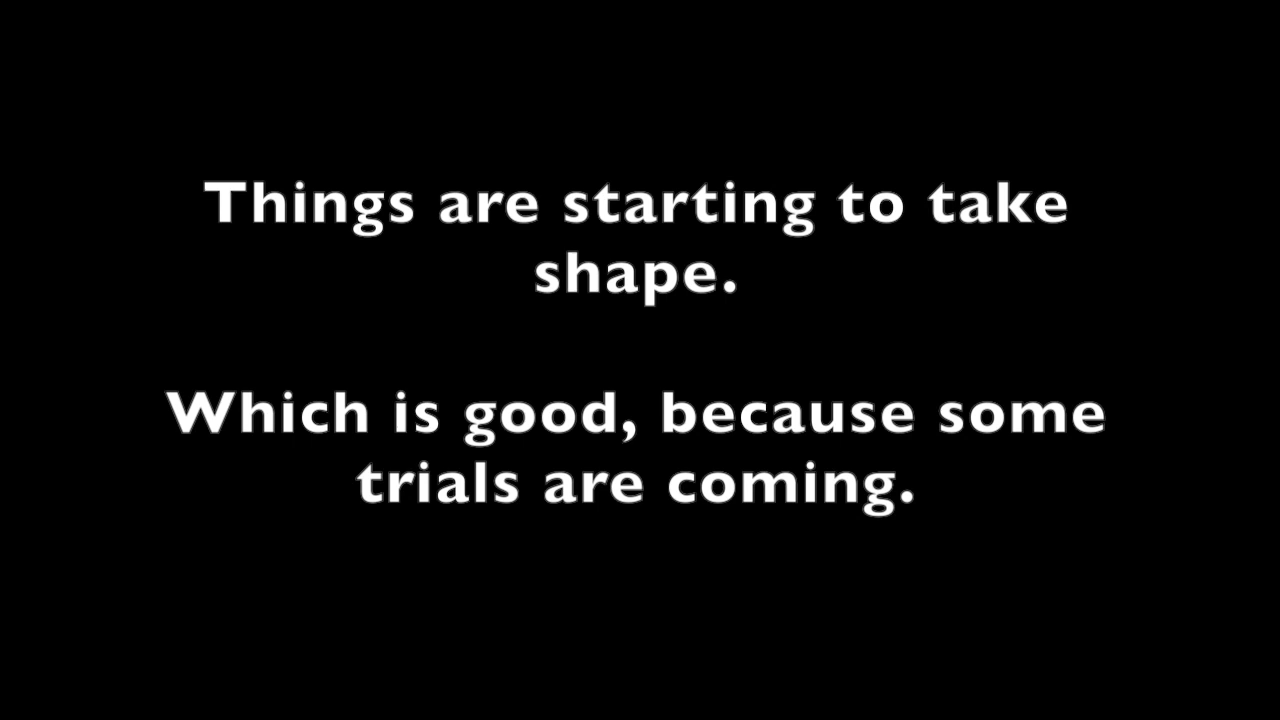 Things are starting to take
shape.
Which is good, because some
trials are coming.